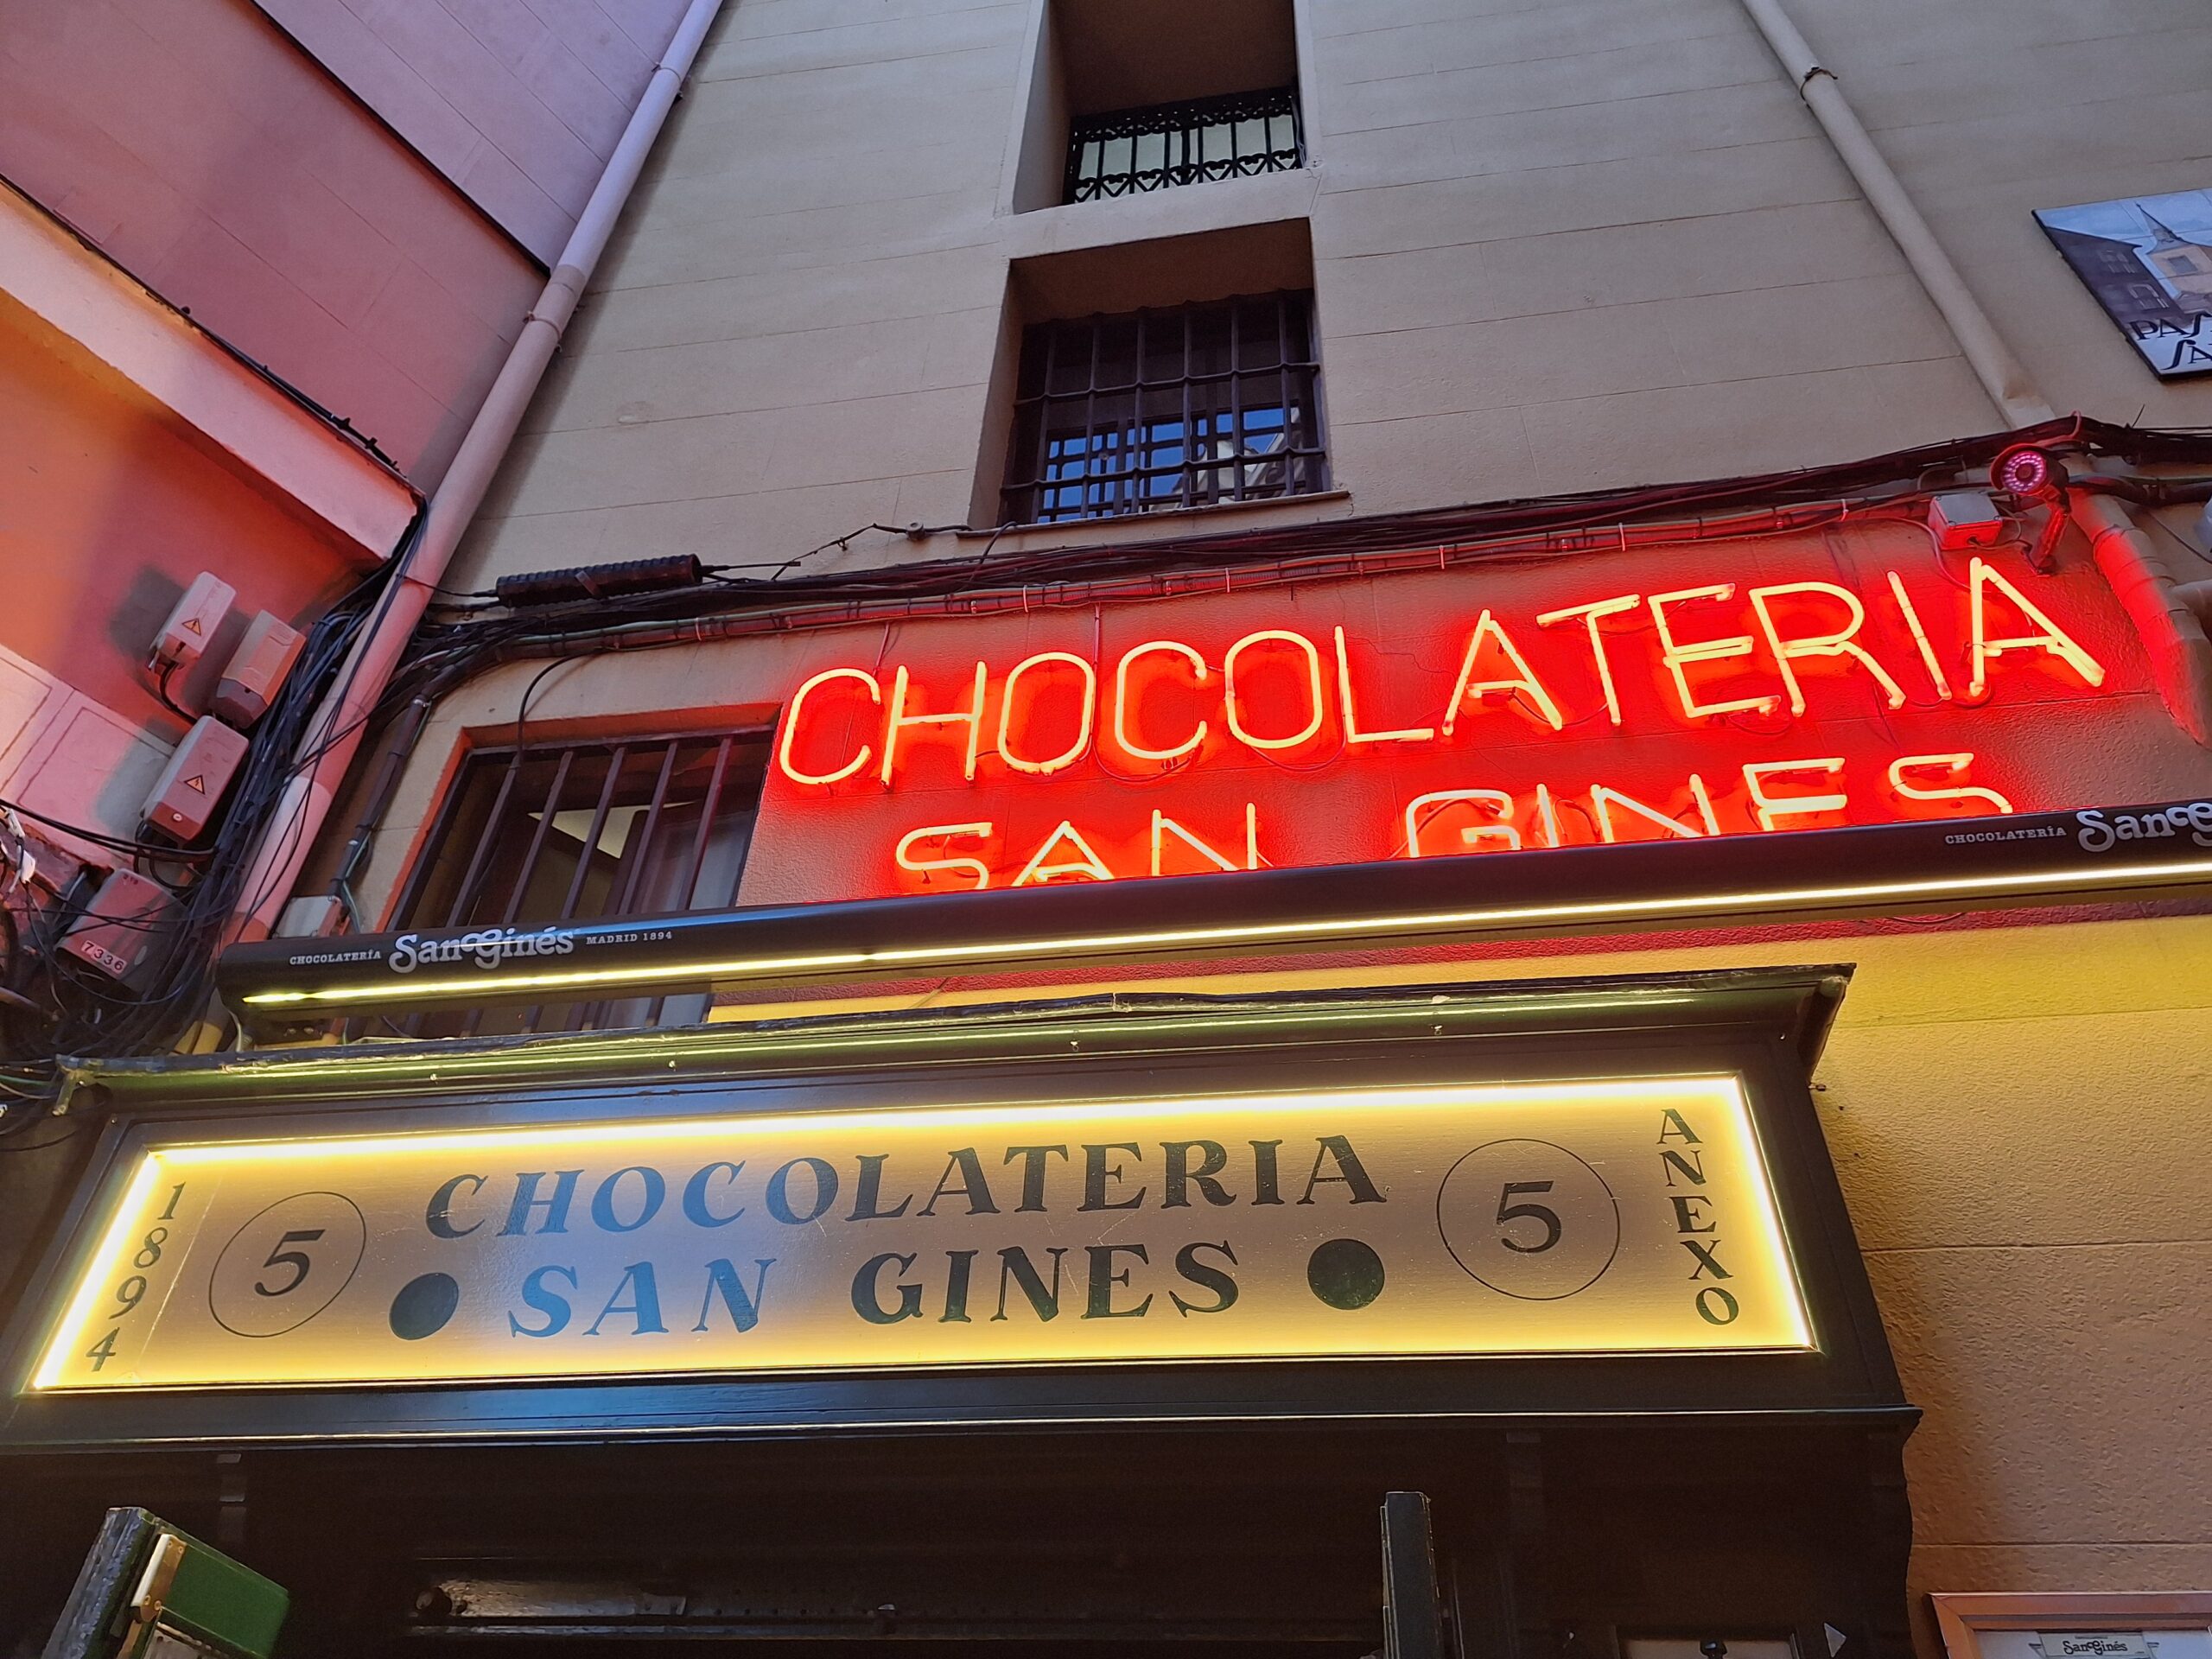 CHOCOLATERIA
SAN GINES
CHOCOLATERÍA San Ginés MADRID 1894
CHOCOLATERÍA San
7336
1894
5
CHOCOLATERIA
SAN GINES
5
ANEXO
San Ginés